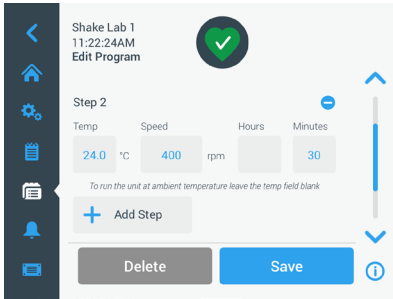 Shake Lab 1
11:22:24AM
Edit Program
Step 2
Temp Speed Hours Minutes
24.0 °C 400 rpm 30
To run the unit at ambient temperature leave the temp field blank
+ Add Step
Delete Save